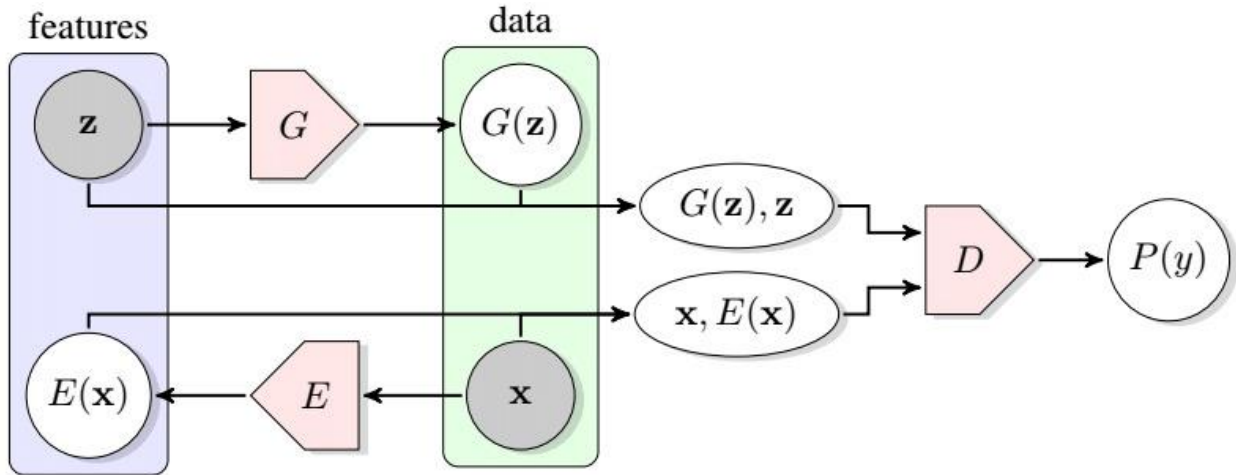 features
data
z
G
G(z)
G(z), z
D
P(y)
x, E(x)
E(x)
E
x